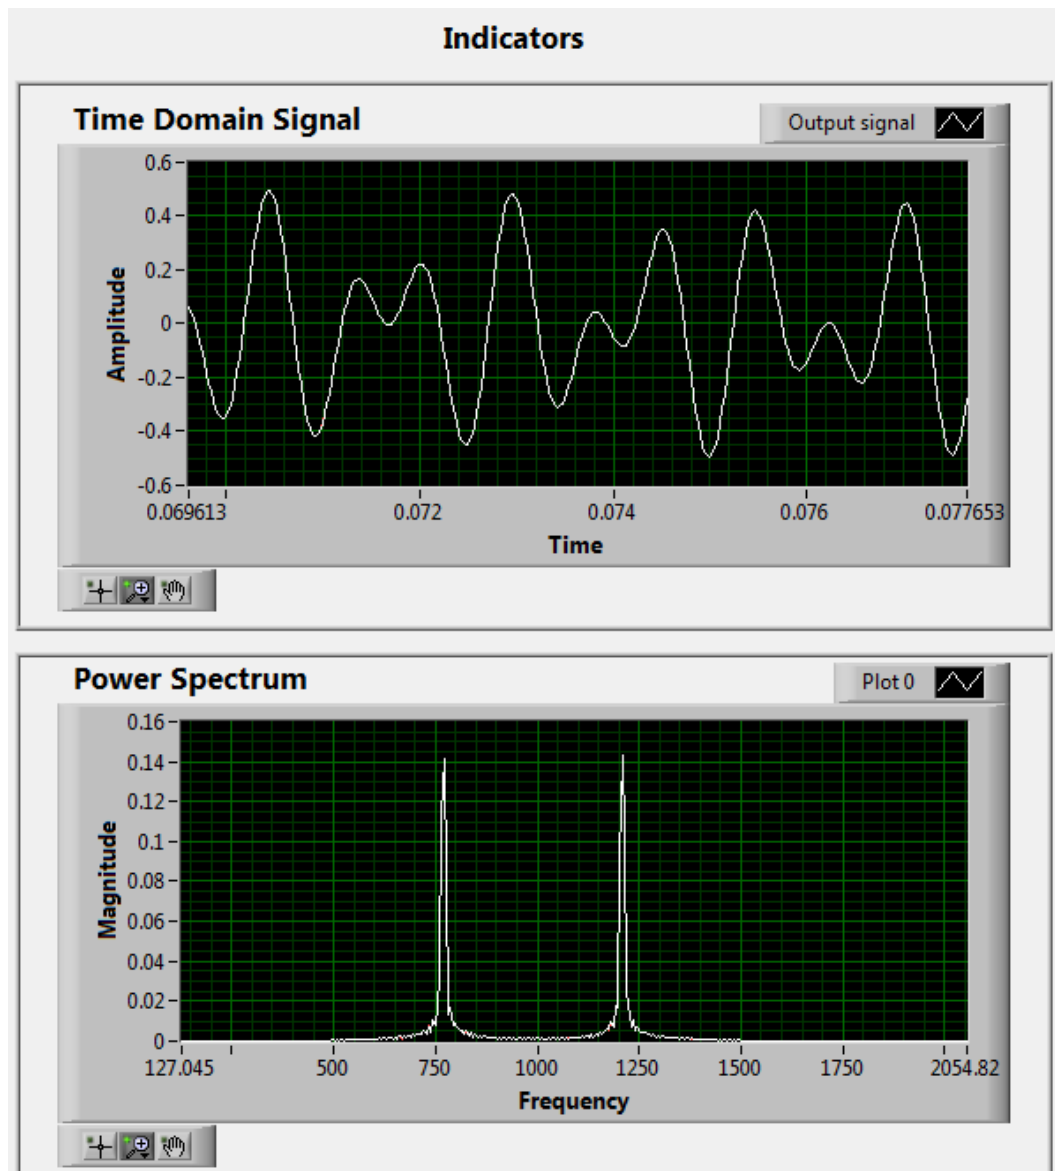 Indicators
Time Domain Signal
Output signal
Amplitude
0.6
0.4
0.2
0
-0.2
-0.4
-0.6
0.069613 0.072 0.074 0.076 0.077653
Time
Power Spectrum
Plot 0
Magnitude
0.16
0.14
0.12
0.1
0.08
0.06
0.04
0.02
0
127.045 500 750 1000 1250 1500 1750 2054.82
Frequency